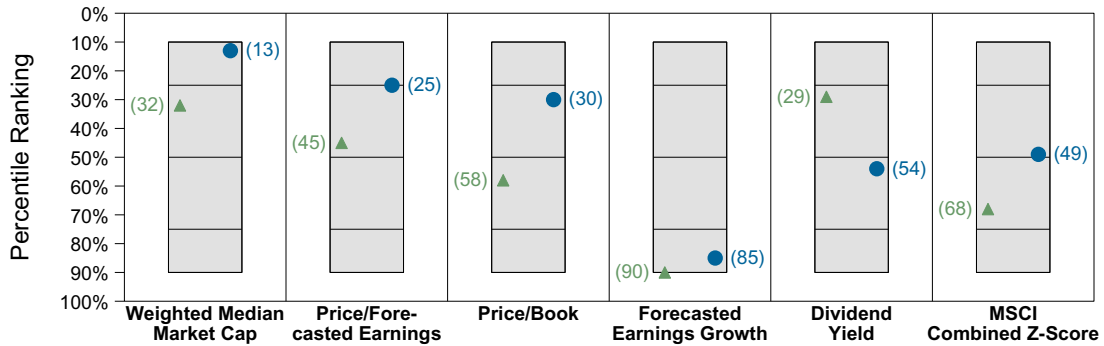 Percentile Ranking
0%
10%
20%
30%
40%
50%
60%
70%
80%
90%
100%
(32)
(13)
(45)
(25)
(58)
(30)
(90)
(85)
(29)
(54)
(68)
(49)
Weighted Median
Market Cap
Price/Fore-
casted Earnings
Price/Book
Forecasted
Earnings Growth
Dividend
Yield
MSCI
Combined Z-Score